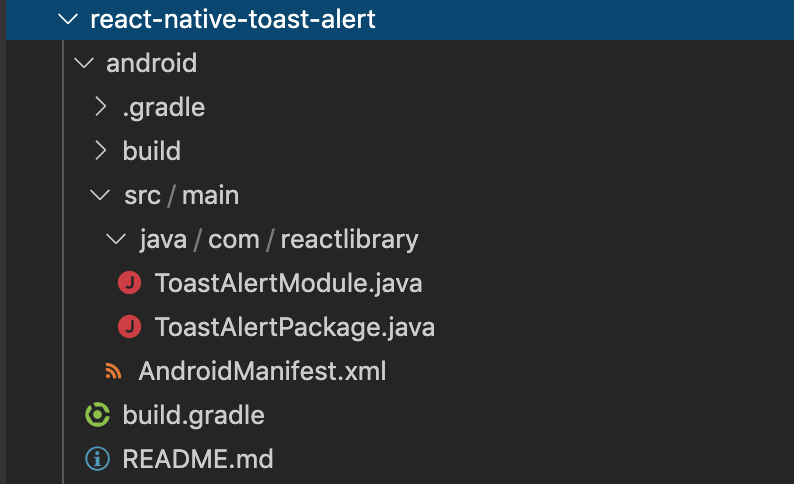 react-native-toast-alert
android
.gradle
build
src / main
java / com / reactlibrary
J ToastAlertModule.java
J ToastAlertPackage.java
AndroidManifest.xml
build.gradle
README.md